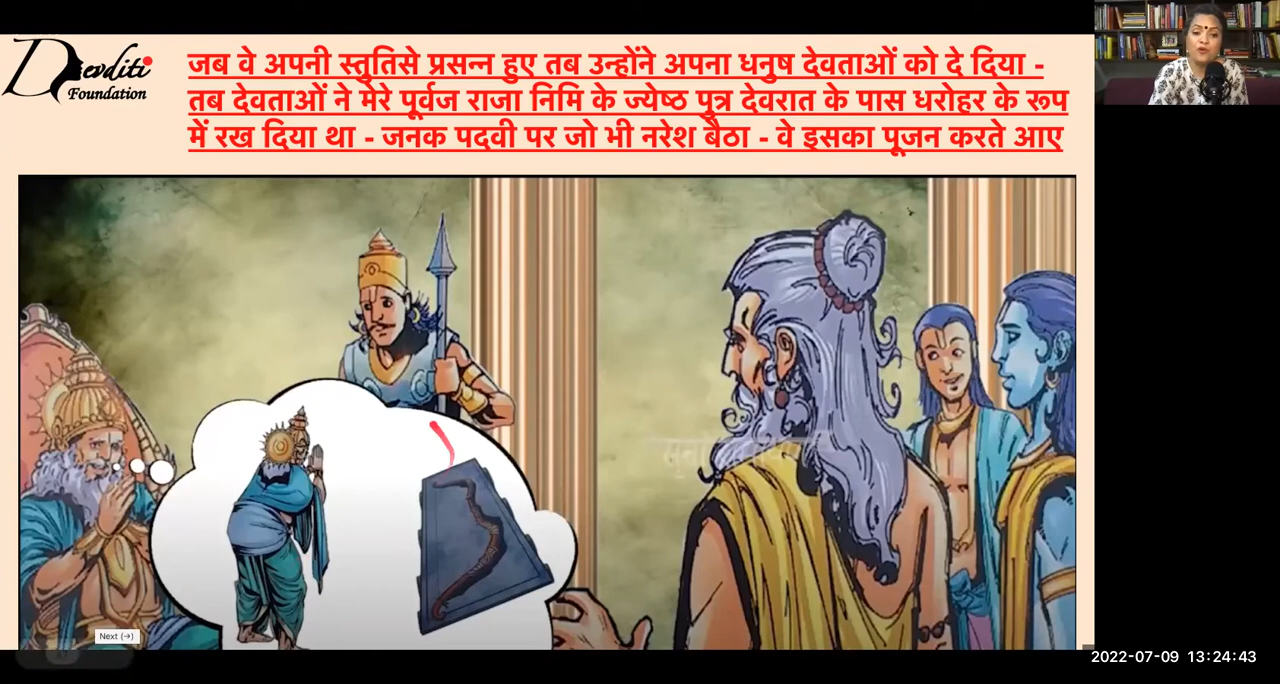 Devditi
Foundation
जब वे अपनी स्तुतिसे प्रसन्न हुए तब उन्होंने अपना धनुष देवताओं को दे दिया -
तब देवताओं ने मेरे पूर्वज राजा निमि के ज्येष्ठ पुत्र देवरात के पास धरोहर के रूप
में रख दिया था - जनक पदवी पर जो भी नरेश बैठा - वे इसका पूजन करते आए
Next (→)
2022-07-09 13:24:43